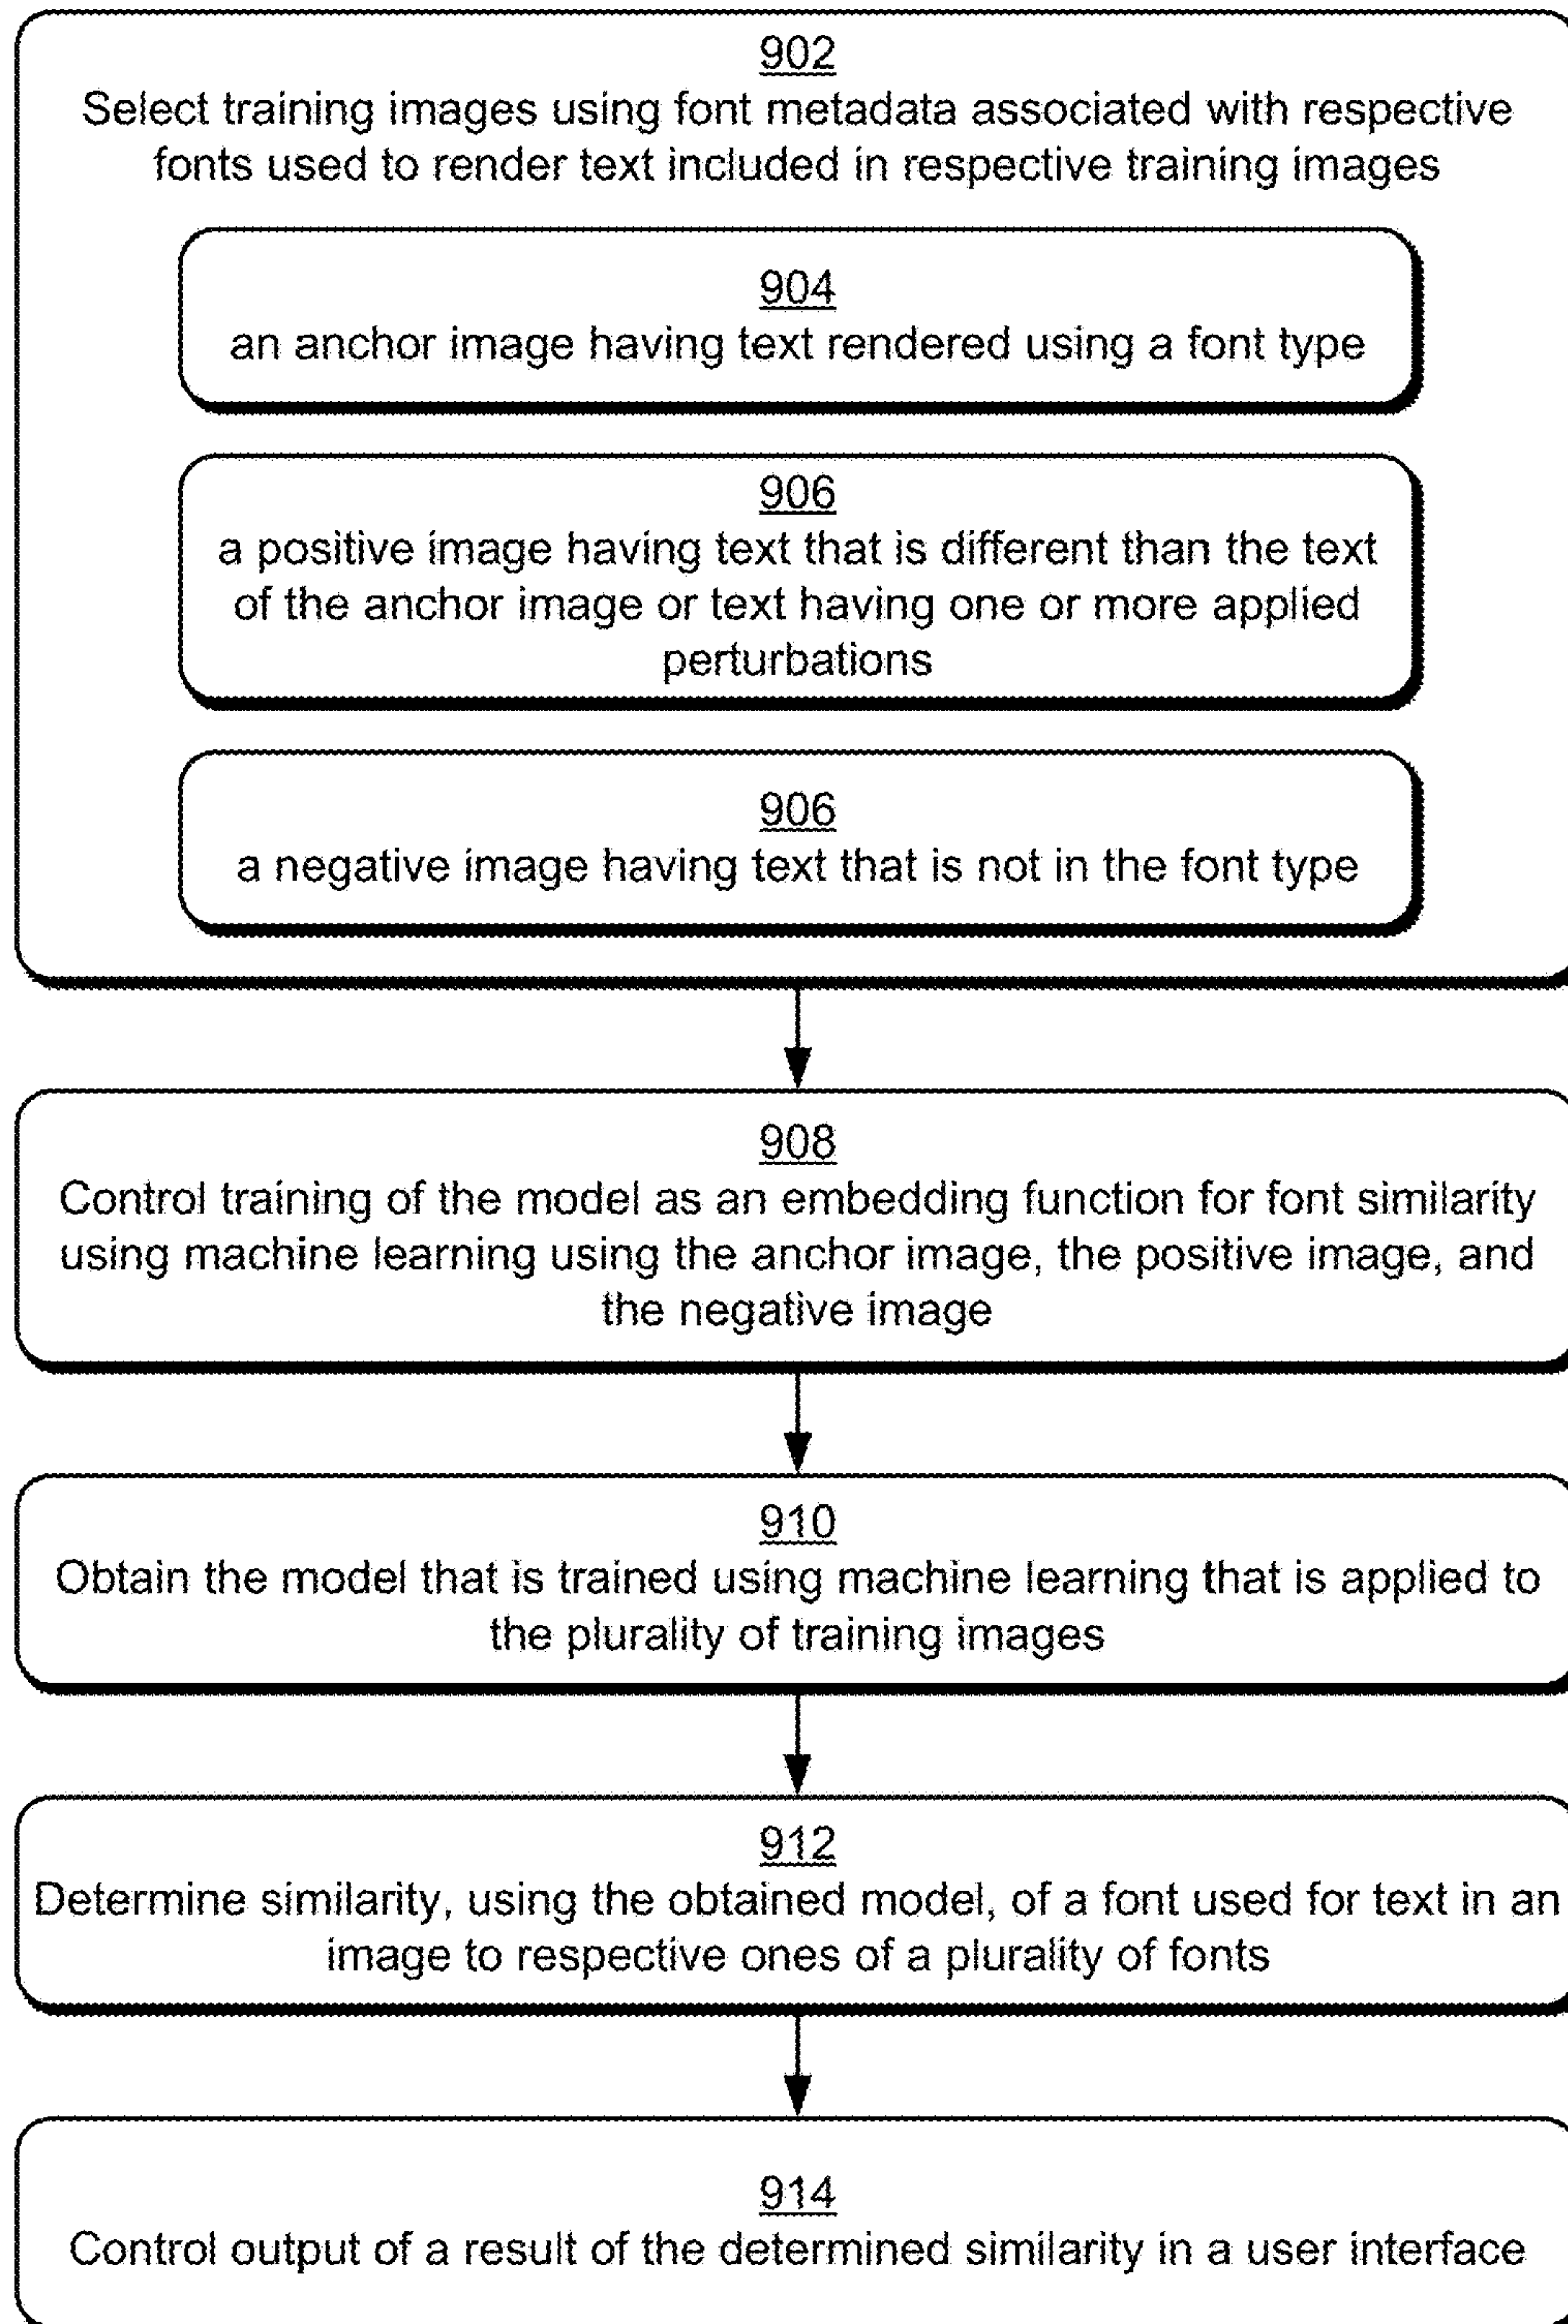 902
Select training images using font metadata associated with respective
fonts used to render text included in respective training images
904
an anchor image having text rendered using a font type
906
a positive image having text that is different than the text
of the anchor image or text having one or more applied
perturbations
906
a negative image having text that is not in the font type
908
Control training of the model as an embedding function for font similarity
using machine learning using the anchor image, the positive image, and
the negative image
910
Obtain the model that is trained using machine learning that is applied to
the plurality of training images
912
Determine similarity, using the obtained model, of a font used for text in an
image to respective ones of a plurality of fonts
914
Control output of a result of the determined similarity in a user interface